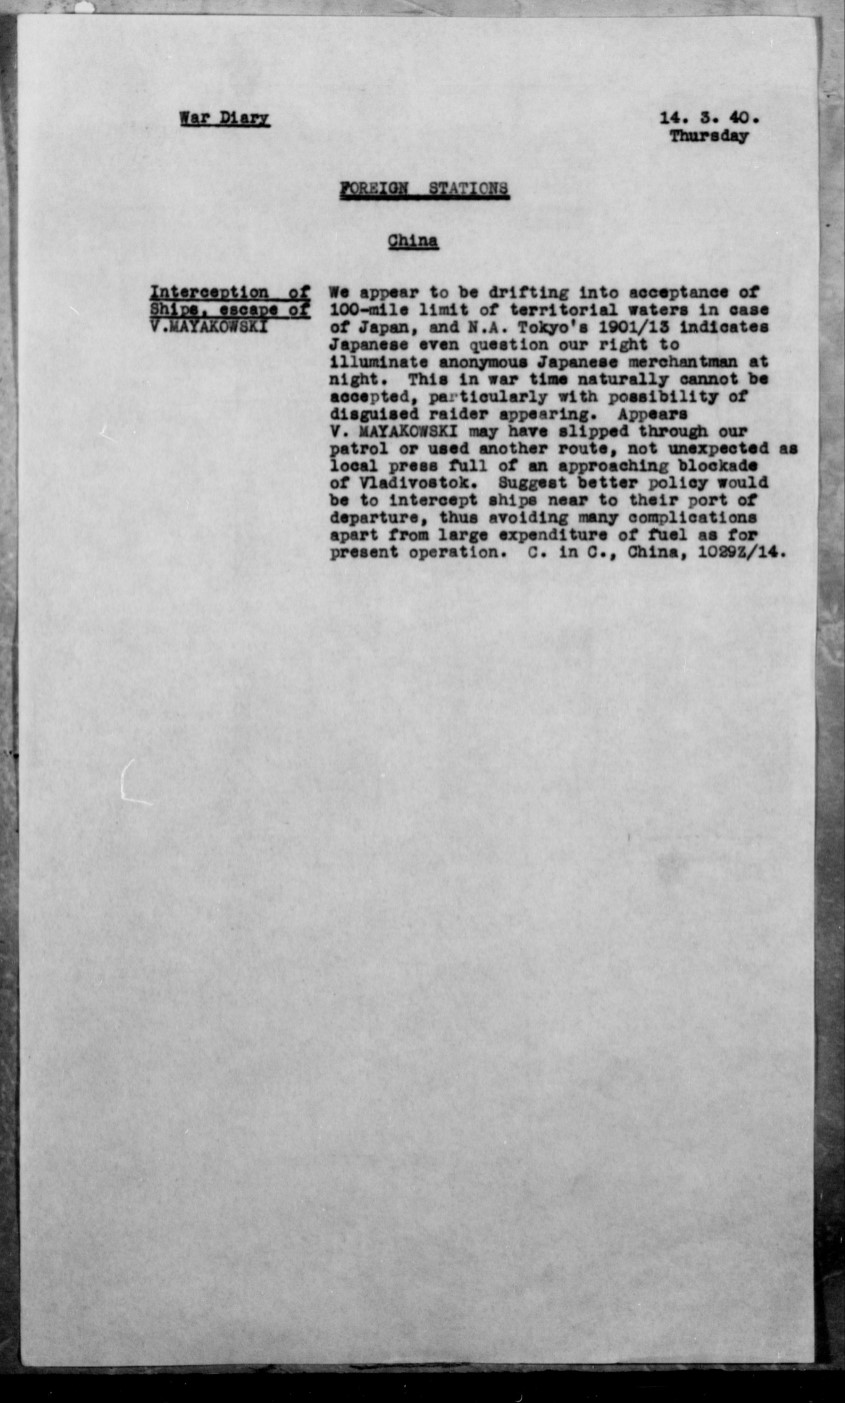 War Diary
14. 3. 40.
Thursday
FOREIGN STATIONS
China
Interception of
Ships, escape of
V.MAYAKOWSKI
We appear to be drifting into acceptance of
100-mile limit of territorial waters in case
of Japan, and N.A. Tokyo's 1901/13 indicates
Japanese even question our right to
illuminate anonymous Japanese merchantman at
night. This in war time naturally cannot be
accepted, particularly with possibility of
disguised raider appearing. Appears
V. MAYAKOWSKI may have slipped through our
patrol or used another route, not unexpected as
local press full of an approaching blockade
of Vladivostok. Suggest better policy would
be to intercept ships near to their port of
departure, thus avoiding many complications
apart from large expenditure of fuel as for
present operation. C. in C., China, 1029Z/14.